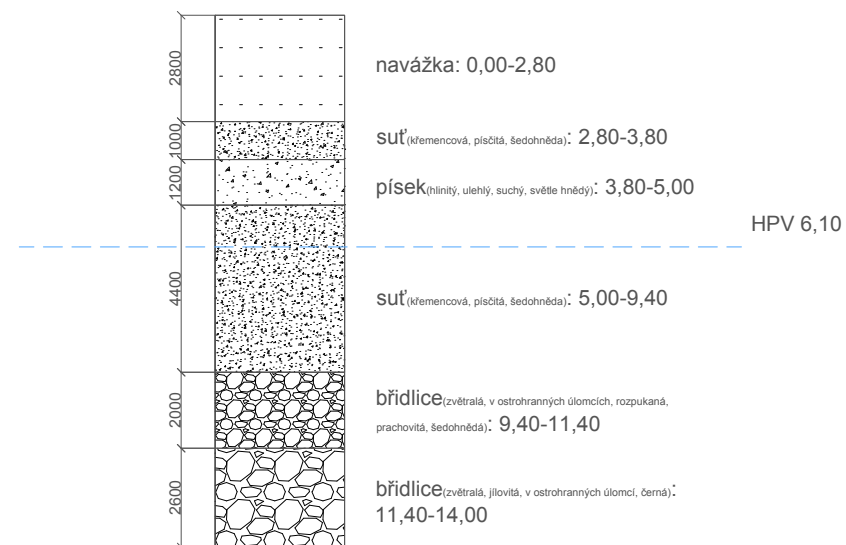 2800
navážka: 0,00-2,80
1000
suť(křemencová, písčitá, šedohněda): 2,80-3,80
1200
písek(hlinitý, ulehlý, suchý, světle hnědý): 3,80-5,00
HPV 6,10
4400
suť(křemencová, písčitá, šedohněda): 5,00-9,40
2000
břidlice(zvětralá, v ostrohranných úlomcích, rozpukaná,
prachovitá, šedohnědá): 9,40-11,40
2600
břidlice(zvětralá, jílovitá, v ostrohranných úlomcí, černá):
11,40-14,00